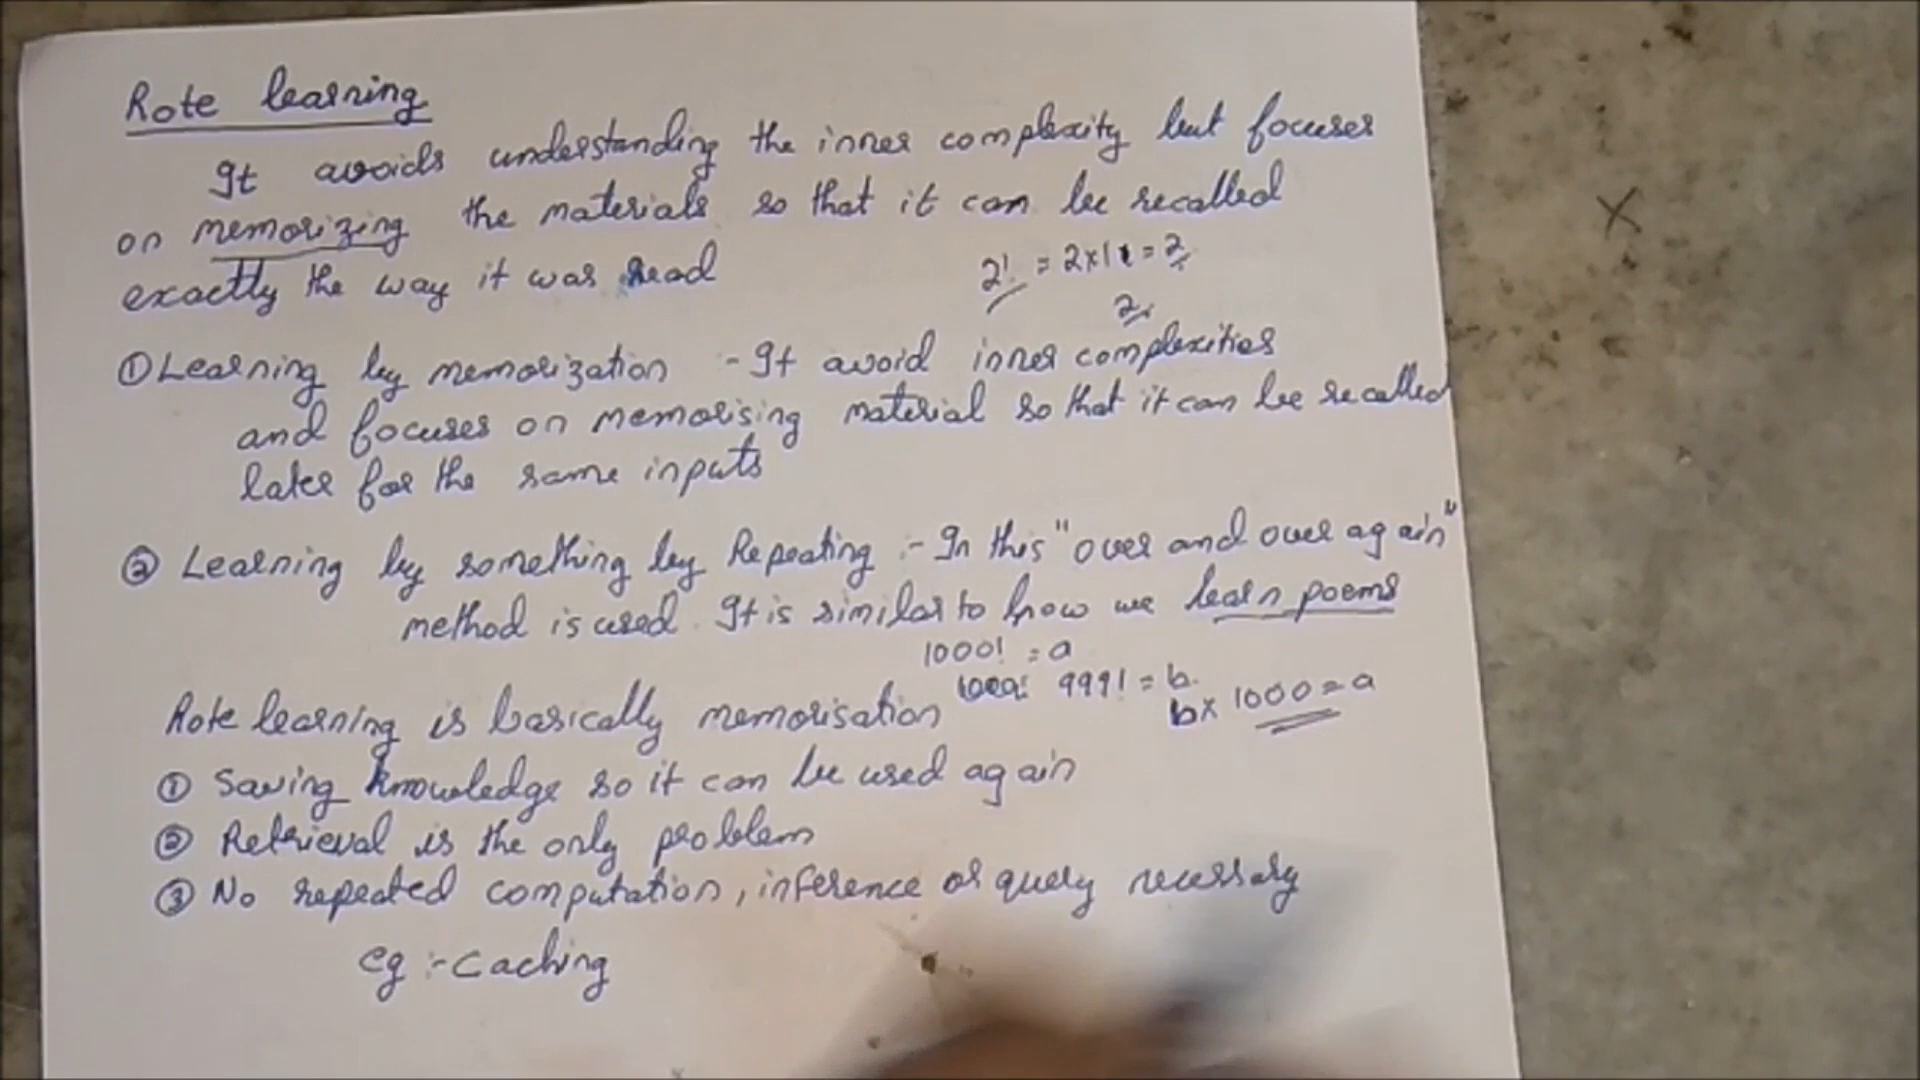 Rote learning
It avoids understanding the inner complexity but focuses
on memorizing the materials so that it can be recalled
exactly the way it was read
2! = 2x1 = 2
2
① Learning by memorization - It avoid inner complexities
and focuses on memorising material so that it can be recalled
later for the same inputs
② Learning by something by Repeating :- In this "over and over again"
method is used. It is similar to how we learn poems
1000! = a
999! = b
b x 1000 = a
Rote learning is basically memorisation
① Saving knowledge so it can be used again
② Retrieval is the only problem
③ No repeated computation, inference or query necessary
eg :- caching